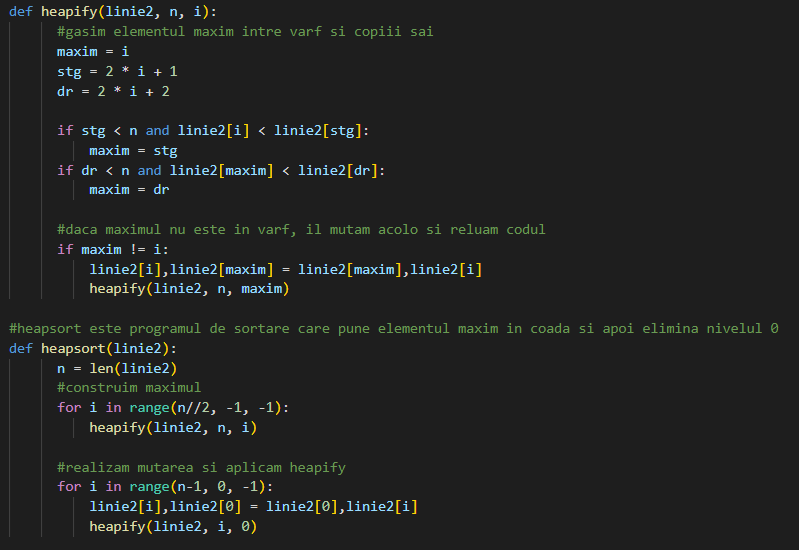 def heapify(linie2, n, i):
#gasim elementul maxim intre varf si copiii sai
maxim = i
stg = 2 * i + 1
dr = 2 * i + 2
if stg < n and linie2[i] < linie2[stg]:
maxim = stg
if dr < n and linie2[maxim] < linie2[dr]:
maxim = dr
#daca maximul nu este in varf, il mutam acolo si reluam codul
if maxim != i:
linie2[i],linie2[maxim] = linie2[maxim],linie2[i]
heapify(linie2, n, maxim)
#heapsort este programul de sortare care pune elementul maxim in coada si apoi elimina nivelul 0
def heapsort(linie2):
n = len(linie2)
#construim maximul
for i in range(n//2, -1, -1):
heapify(linie2, n, i)
#realizam mutarea si aplicam heapify
for i in range(n-1, 0, -1):
linie2[i],linie2[0] = linie2[0],linie2[i]
heapify(linie2, i, 0)